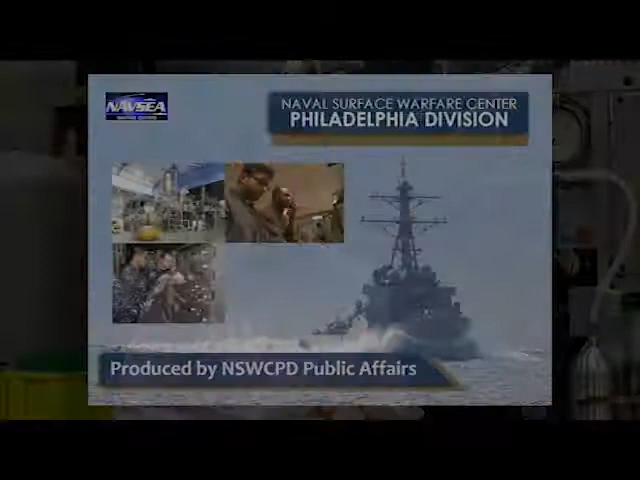 NAVSEA
NAVAL SURFACE WARFARE CENTER
PHILADELPHIA DIVISION
Produced by NSWCPD Public Affairs